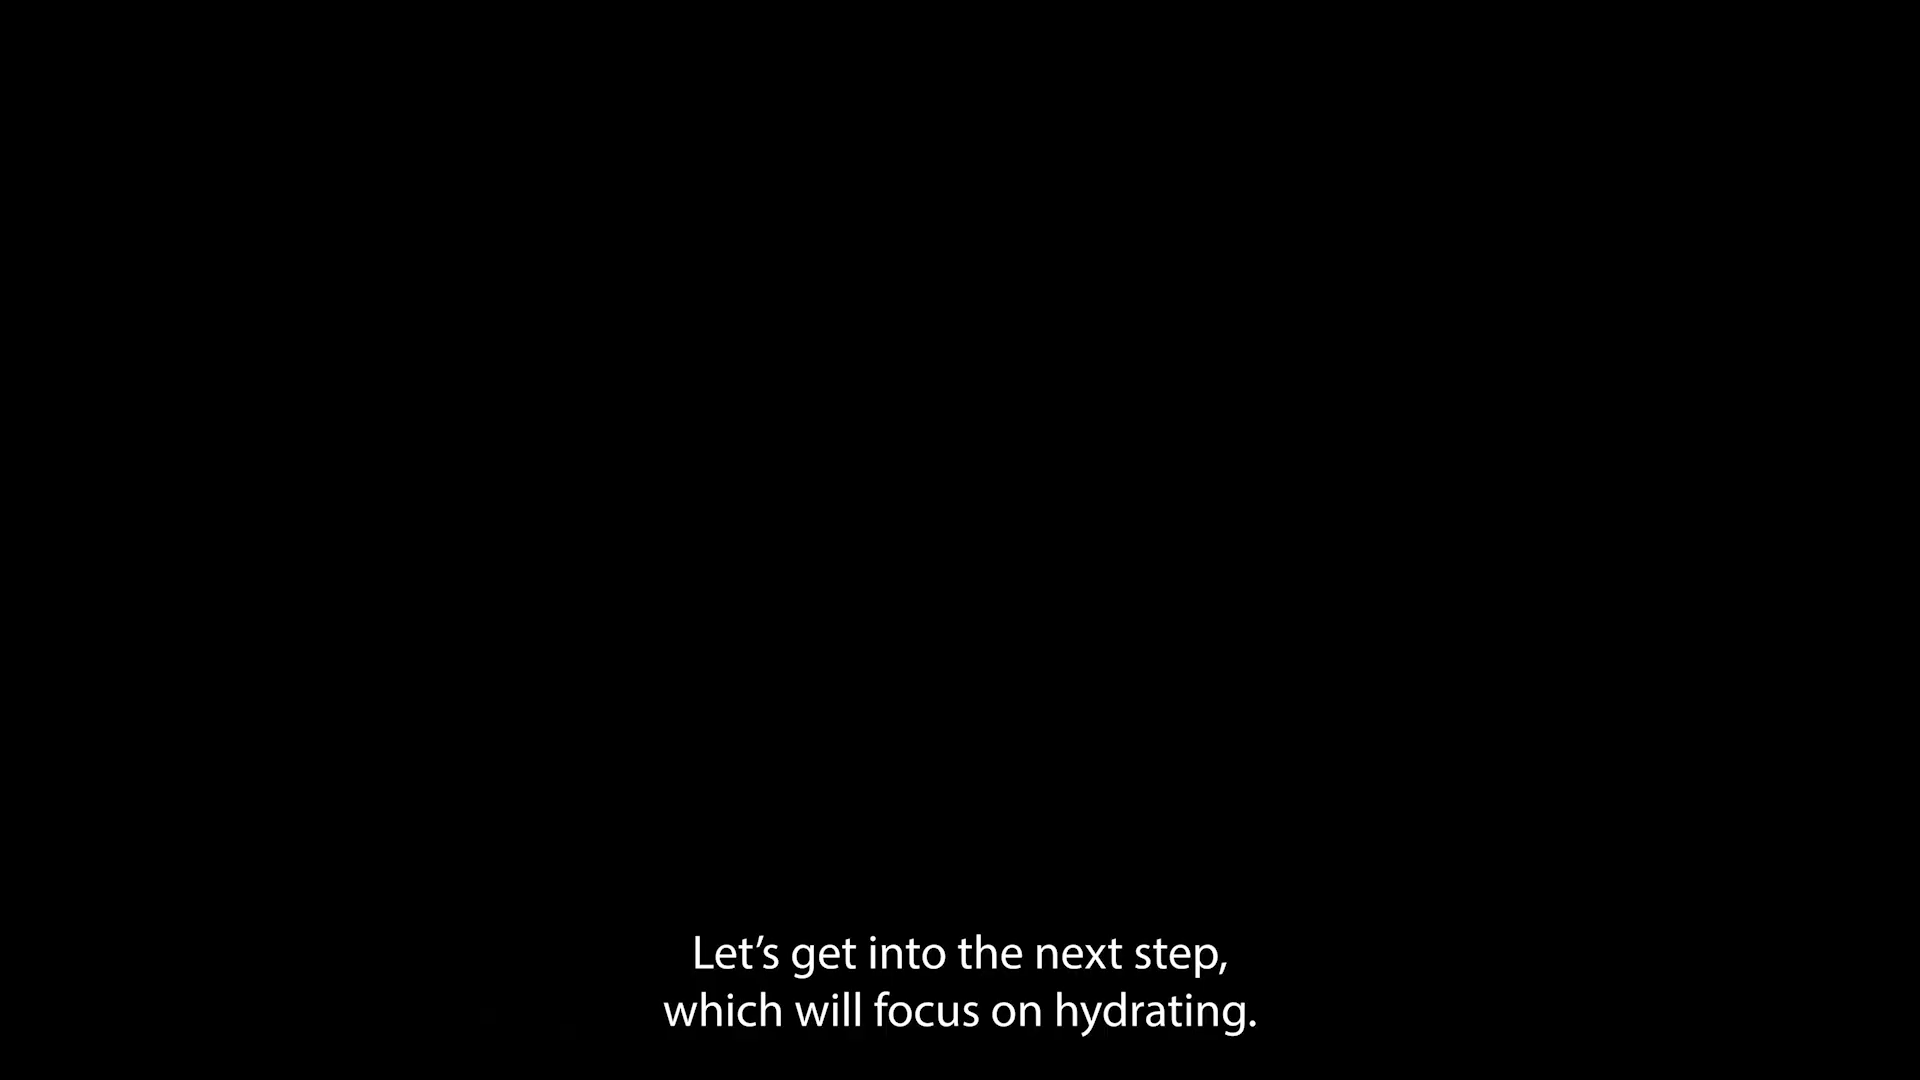 Let’s get into the next step,
which will focus on hydrating.